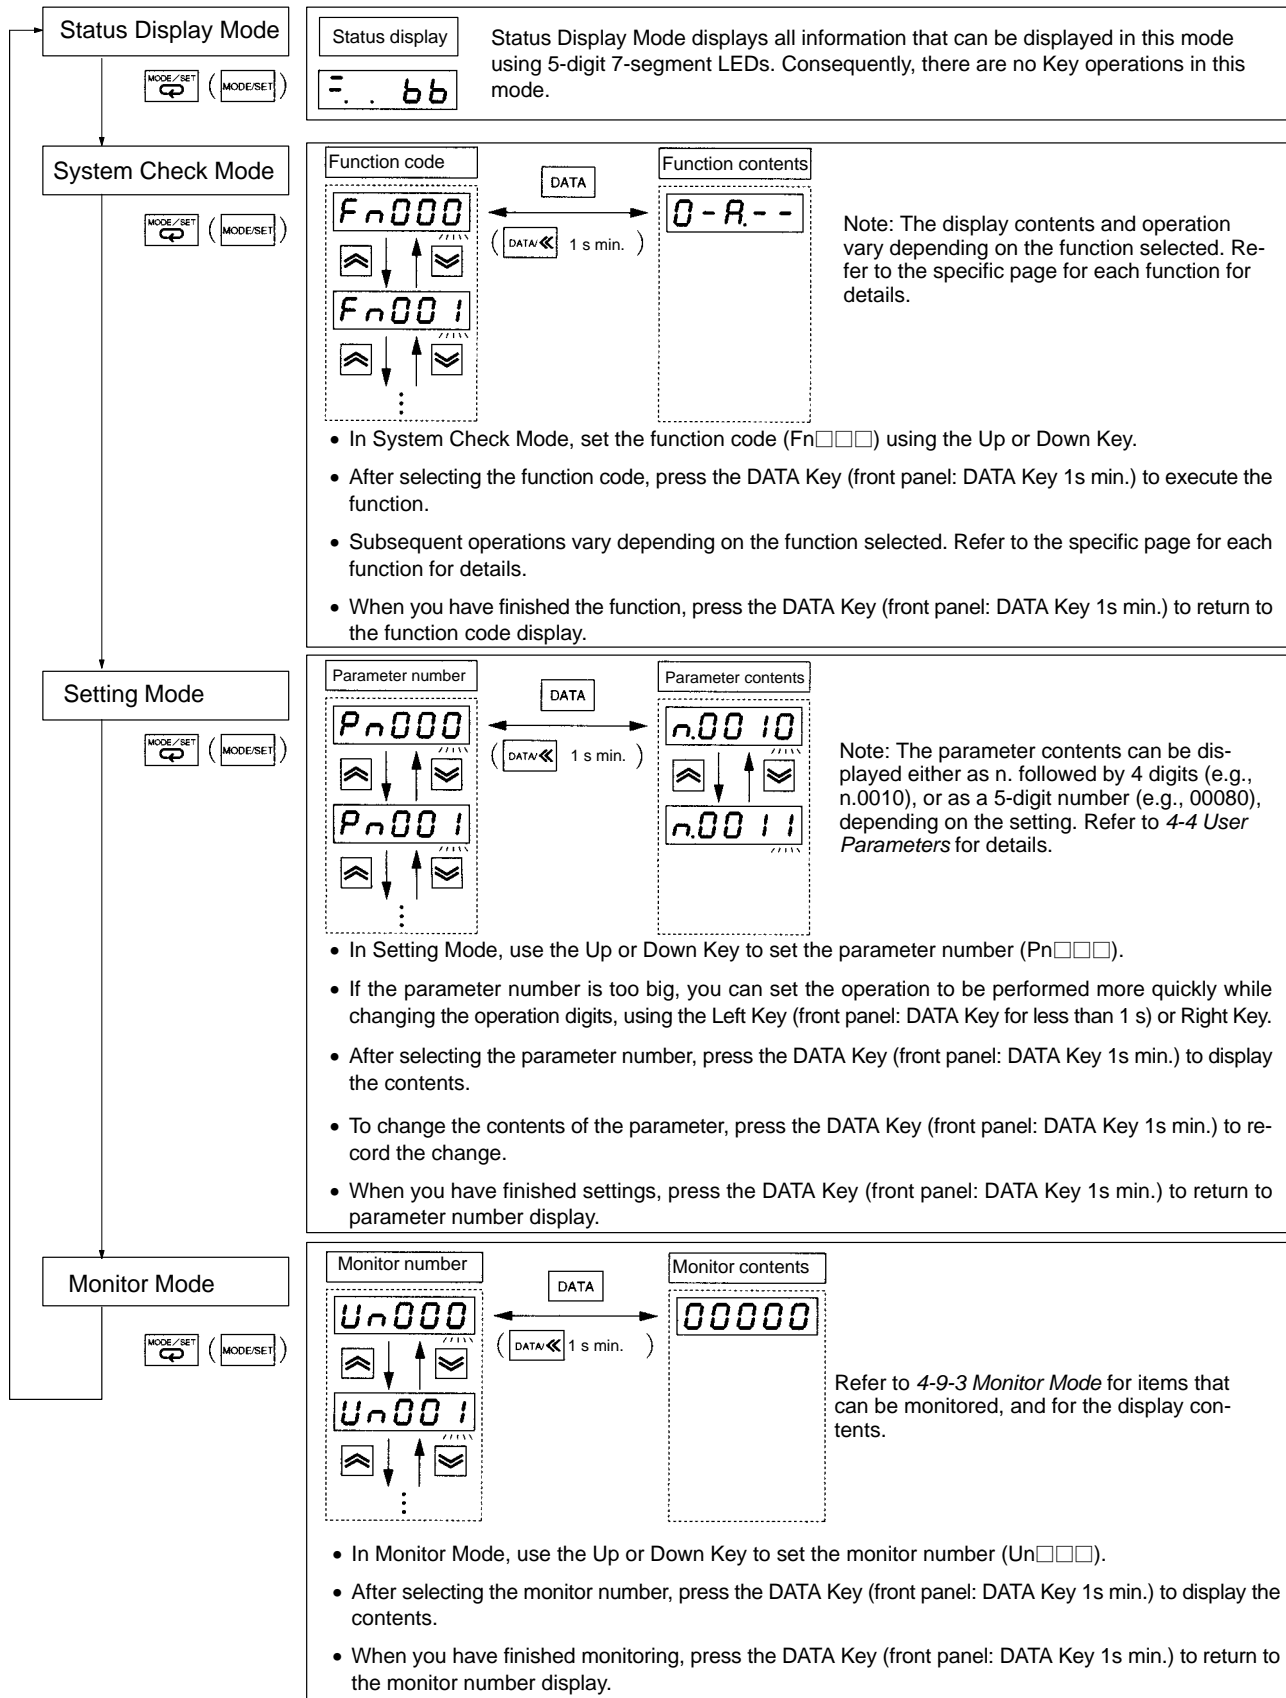 Status Display Mode
MODE/SET (MODE/SET)
Status display
-. . bb
Status Display Mode displays all information that can be displayed in this mode
using 5-digit 7-segment LEDs. Consequently, there are no Key operations in this
mode.
System Check Mode
MODE/SET (MODE/SET)
Function code
Fn000
Fn001
DATA
(DATA/≪ 1 s min.)
Function contents
0-A.--
Note: The display contents and operation
vary depending on the function selected. Re-
fer to the specific page for each function for
details.
• In System Check Mode, set the function code (Fn□□□) using the Up or Down Key.
• After selecting the function code, press the DATA Key (front panel: DATA Key 1s min.) to execute the
function.
• Subsequent operations vary depending on the function selected. Refer to the specific page for each
function for details.
• When you have finished the function, press the DATA Key (front panel: DATA Key 1s min.) to return to
the function code display.
Setting Mode
MODE/SET (MODE/SET)
Parameter number
Pn000
Pn001
DATA
(DATA/≪ 1 s min.)
Parameter contents
n.0010
n.0011
Note: The parameter contents can be dis-
played either as n. followed by 4 digits (e.g.,
n.0010), or as a 5-digit number (e.g., 00080),
depending on the setting. Refer to 4-4 User
Parameters for details.
• In Setting Mode, use the Up or Down Key to set the parameter number (Pn□□□).
• If the parameter number is too big, you can set the operation to be performed more quickly while
changing the operation digits, using the Left Key (front panel: DATA Key for less than 1 s) or Right Key.
• After selecting the parameter number, press the DATA Key (front panel: DATA Key 1s min.) to display
the contents.
• To change the contents of the parameter, press the DATA Key (front panel: DATA Key 1s min.) to re-
cord the change.
• When you have finished settings, press the DATA Key (front panel: DATA Key 1s min.) to return to
parameter number display.
Monitor Mode
MODE/SET (MODE/SET)
Monitor number
Un000
Un001
DATA
(DATA/≪ 1 s min.)
Monitor contents
00000
Refer to 4-9-3 Monitor Mode for items that
can be monitored, and for the display con-
tents.
• In Monitor Mode, use the Up or Down Key to set the monitor number (Un□□□).
• After selecting the monitor number, press the DATA Key (front panel: DATA Key 1s min.) to display the
contents.
• When you have finished monitoring, press the DATA Key (front panel: DATA Key 1s min.) to return to
the monitor number display.